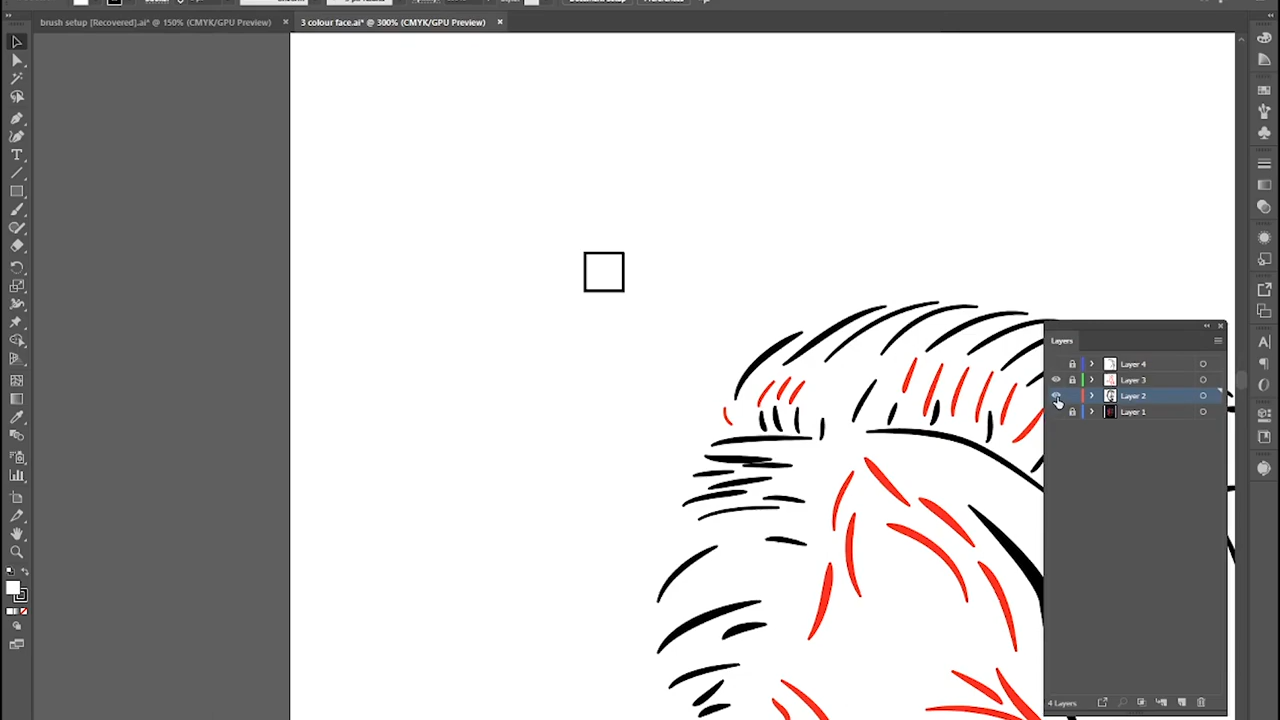 brush setup [Recovered].ai* @ 150% (CMYK/GPU Preview) ×
3 colour face.ai* @ 300% (CMYK/GPU Preview) ×
Layers
Layer 4
Layer 3
Layer 2
Layer 1
4 Layers